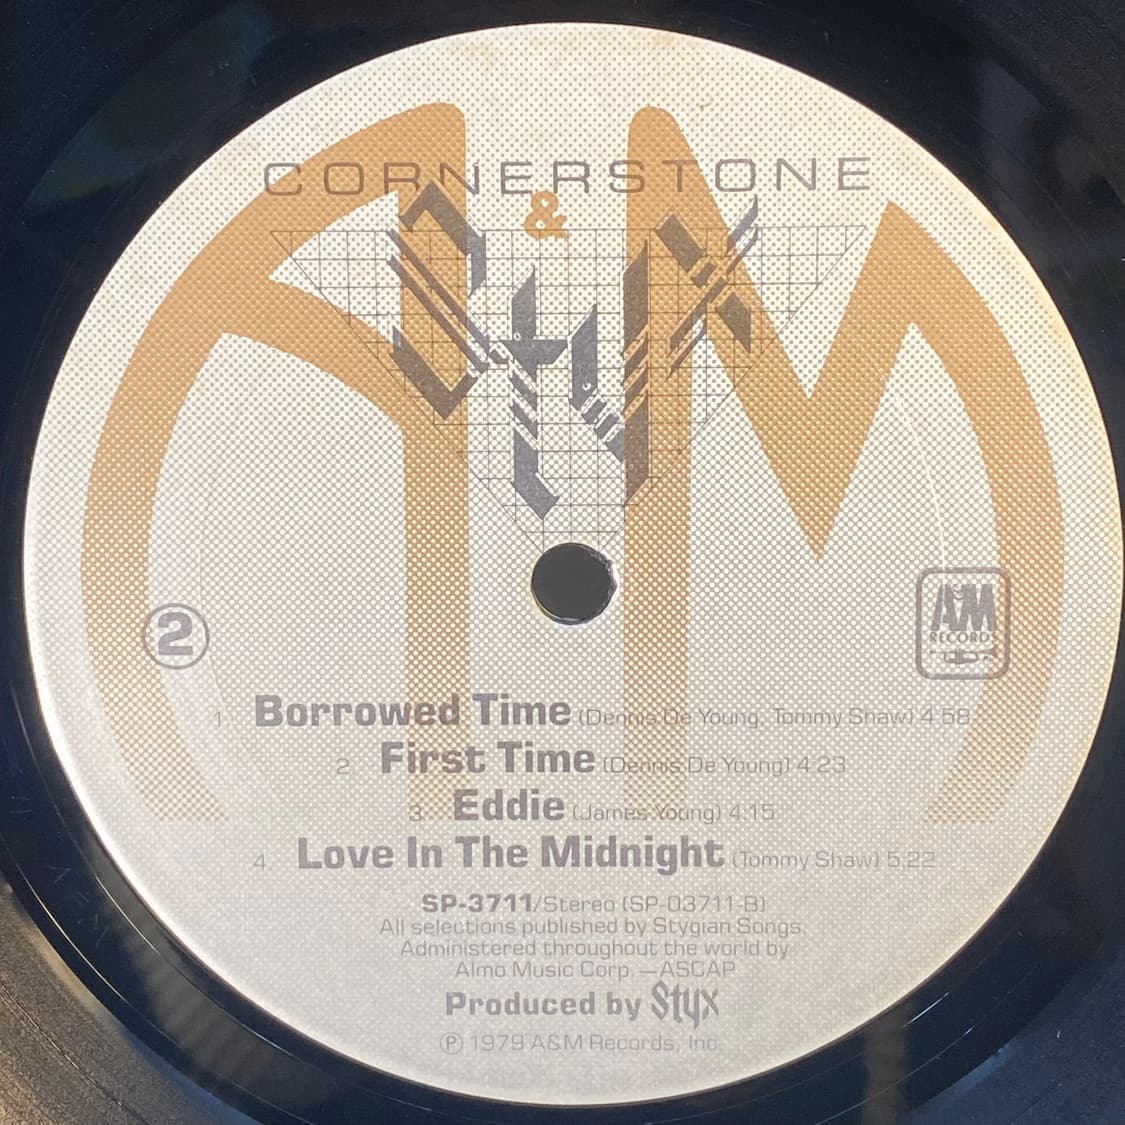 CORNERSTONE
&
Styx
A&M
2
AM
RECORDS
1. Borrowed Time (Dennis De Young, Tommy Shaw) 4:58
2. First Time (Dennis De Young) 4:23
3. Eddie (James Young) 4:15
4. Love In The Midnight (Tommy Shaw) 5:22
SP-3711/Stereo (SP-03711-B)
All selections published by Stygian Songs.
Administered throughout the world by
Almo Music Corp.—ASCAP
Produced by Styx
℗ 1979 A&M Records, Inc.